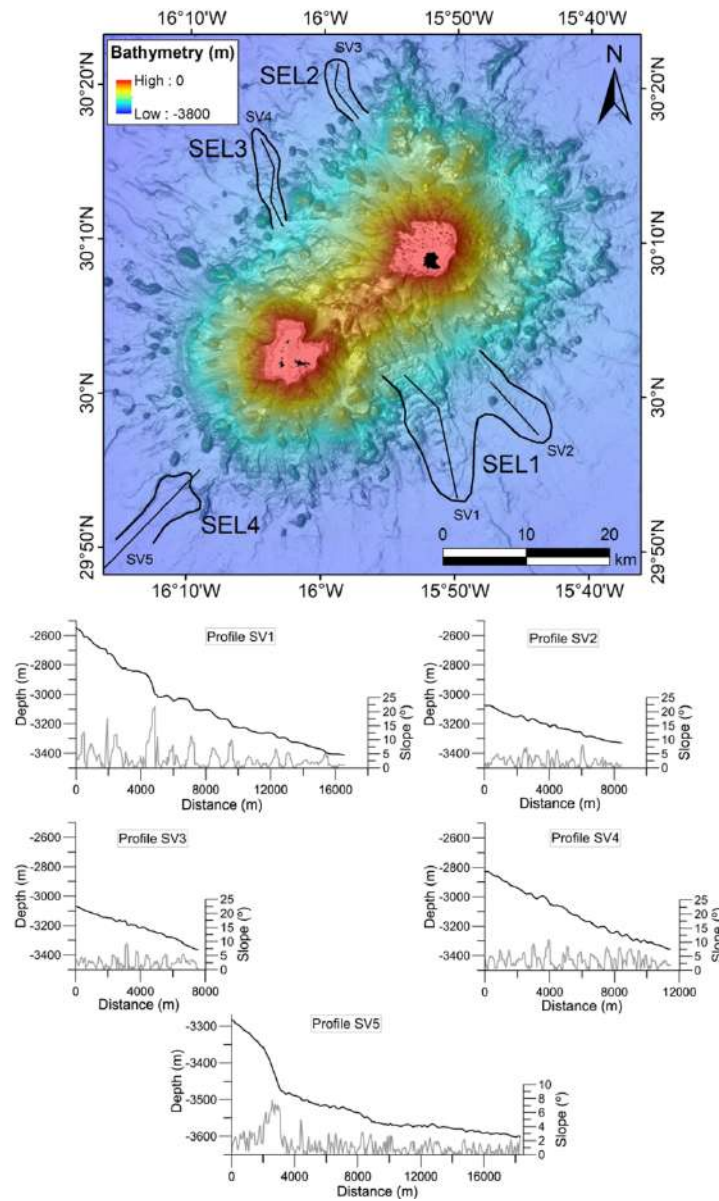 16°10'W 16°W 15°50'W 15°40'W
Bathymetry (m)
High : 0
Low : -3800
N
SV3
SEL2
SV4
SEL3
30°20'N 30°20'N
30°10'N 30°10'N
30°N 30°N
29°50'N 29°50'N
SEL1
SV2
SV1
SEL4
SV5
0 10 20
km
16°10'W 16°W 15°50'W 15°40'W
Profile SV1
Depth (m)
-2600
-2800
-3000
-3200
-3400
25
20
15
10
5
0
Slope (º)
0 4000 8000 12000 16000
Distance (m)
Profile SV2
Depth (m)
-2600
-2800
-3000
-3200
-3400
25
20
15
10
5
0
Slope (º)
0 4000 8000
Distance (m)
Profile SV3
Depth (m)
-2600
-2800
-3000
-3200
-3400
25
20
15
10
5
0
Slope (º)
0 4000 8000
Distance (m)
Profile SV4
Depth (m)
-2600
-2800
-3000
-3200
-3400
25
20
15
10
5
0
Slope (º)
0 4000 8000 12000
Distance (m)
Profile SV5
Depth (m)
-3300
-3400
-3500
-3600
10
8
6
4
2
0
Slope (º)
0 4000 8000 12000 16000
Distance (m)